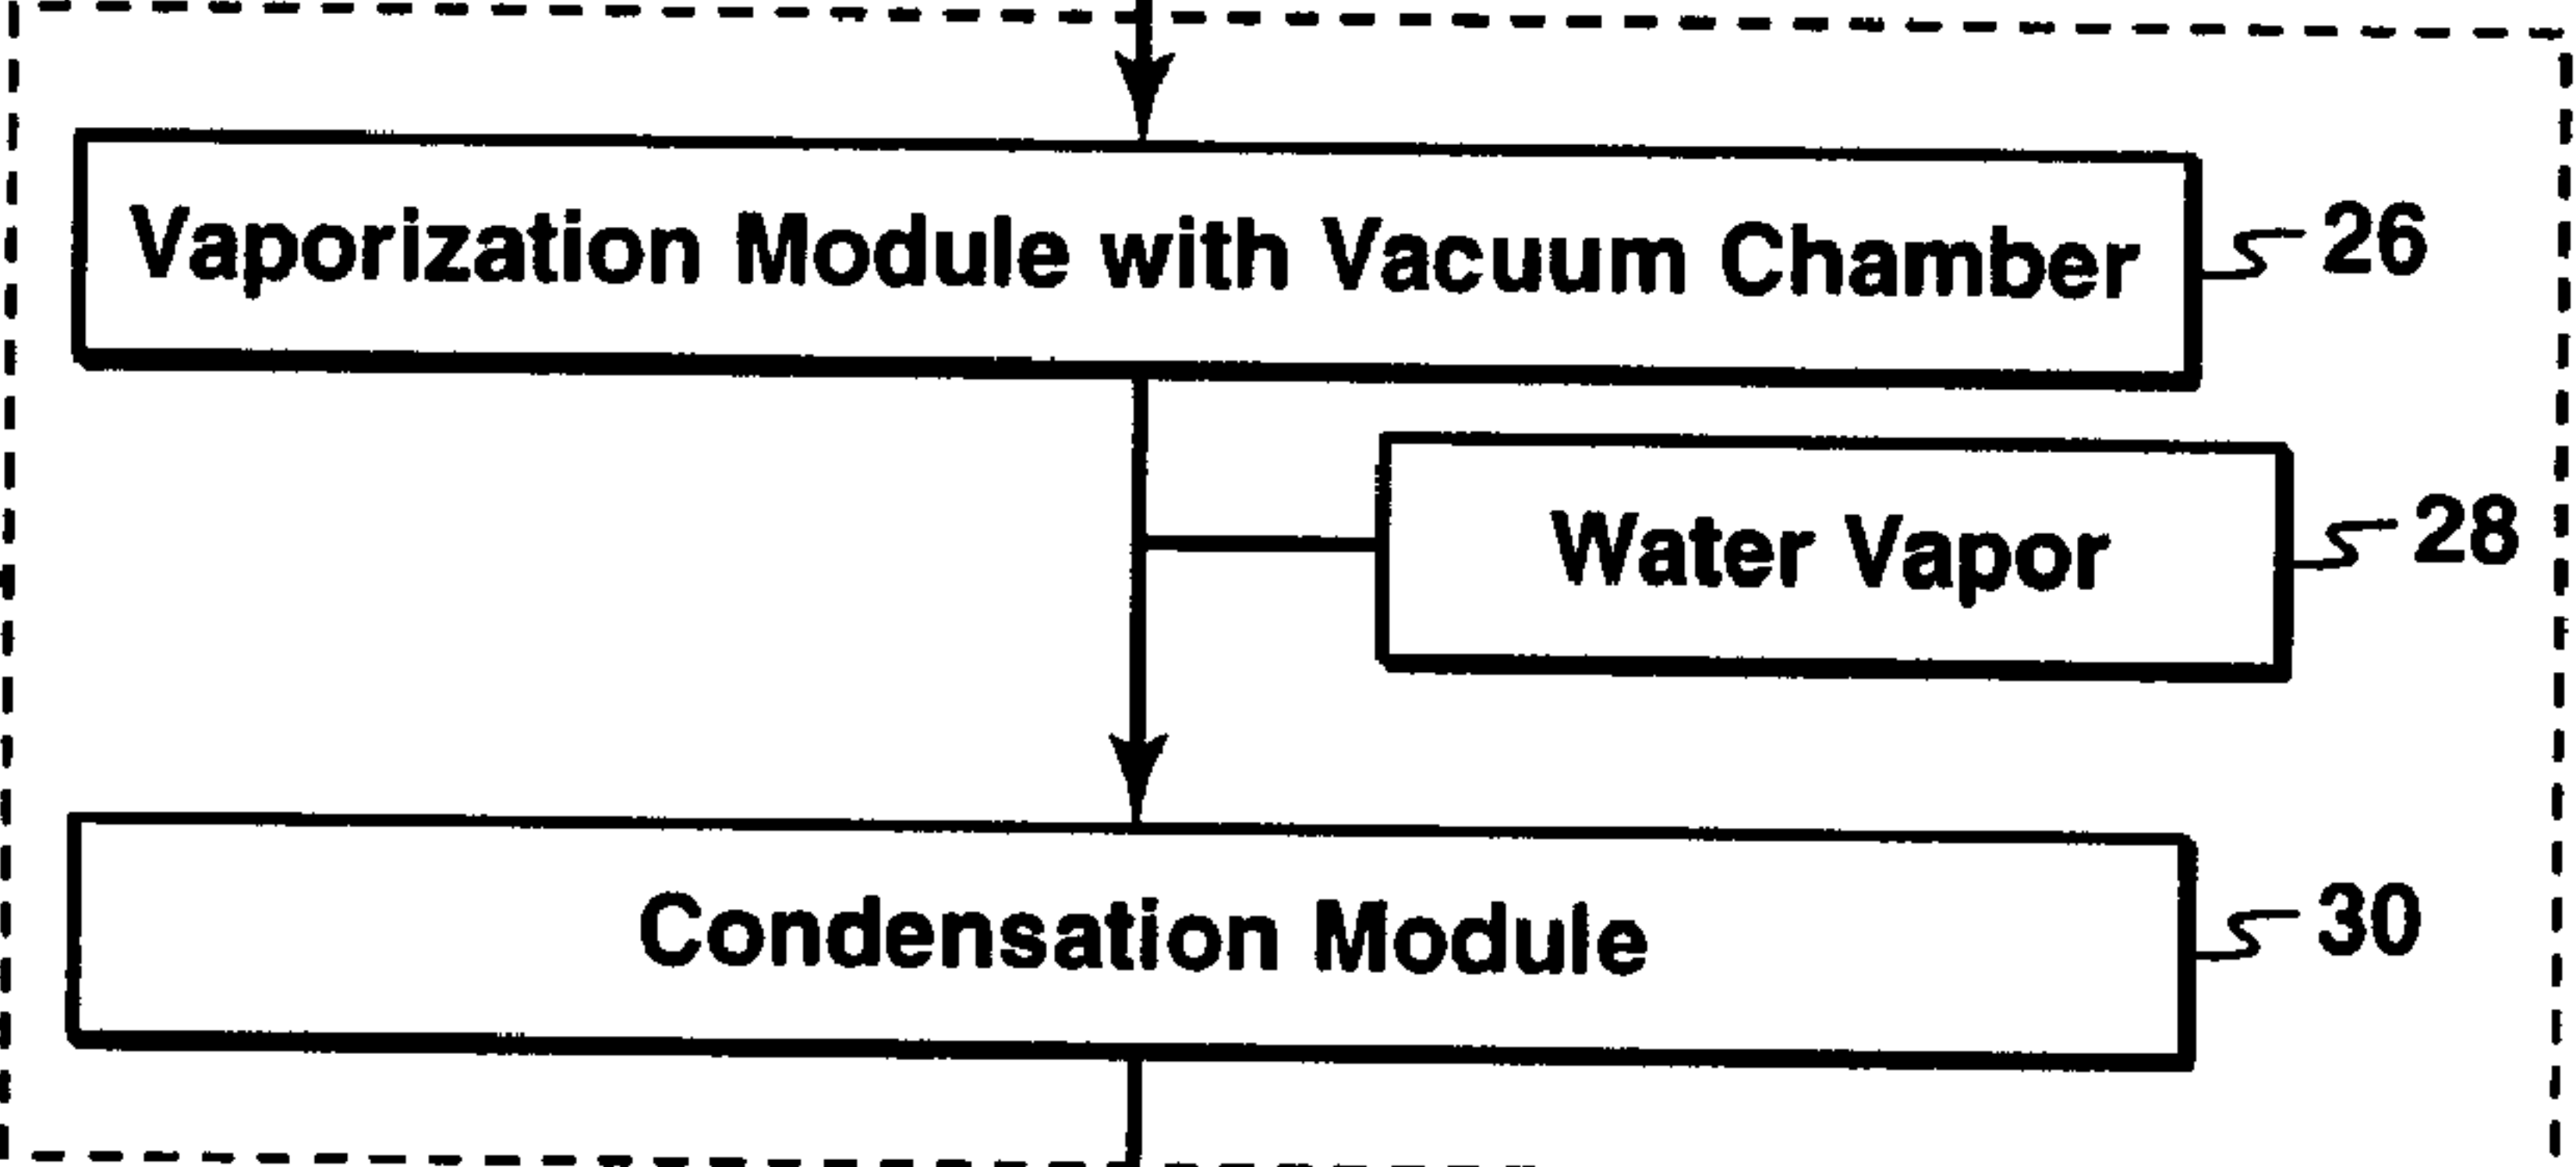 Vaporization Module with Vacuum Chamber 26
Water Vapor 28
Condensation Module 30